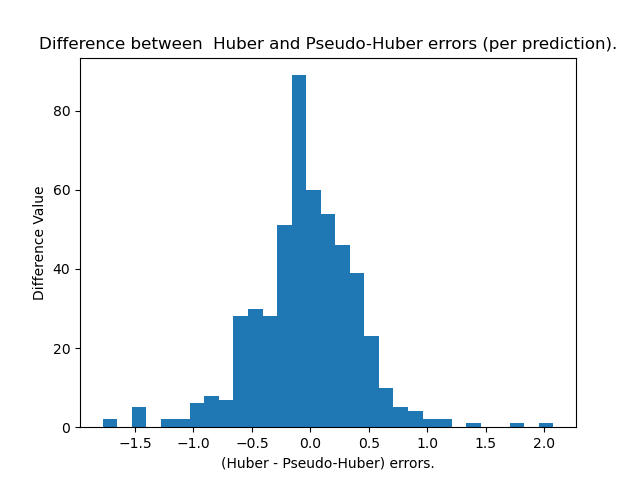 Difference between  Huber and Pseudo-Huber errors (per prediction).
Difference Value
80
60
40
20
0
−1.5 −1.0 −0.5 0.0 0.5 1.0 1.5 2.0
(Huber - Pseudo-Huber) errors.